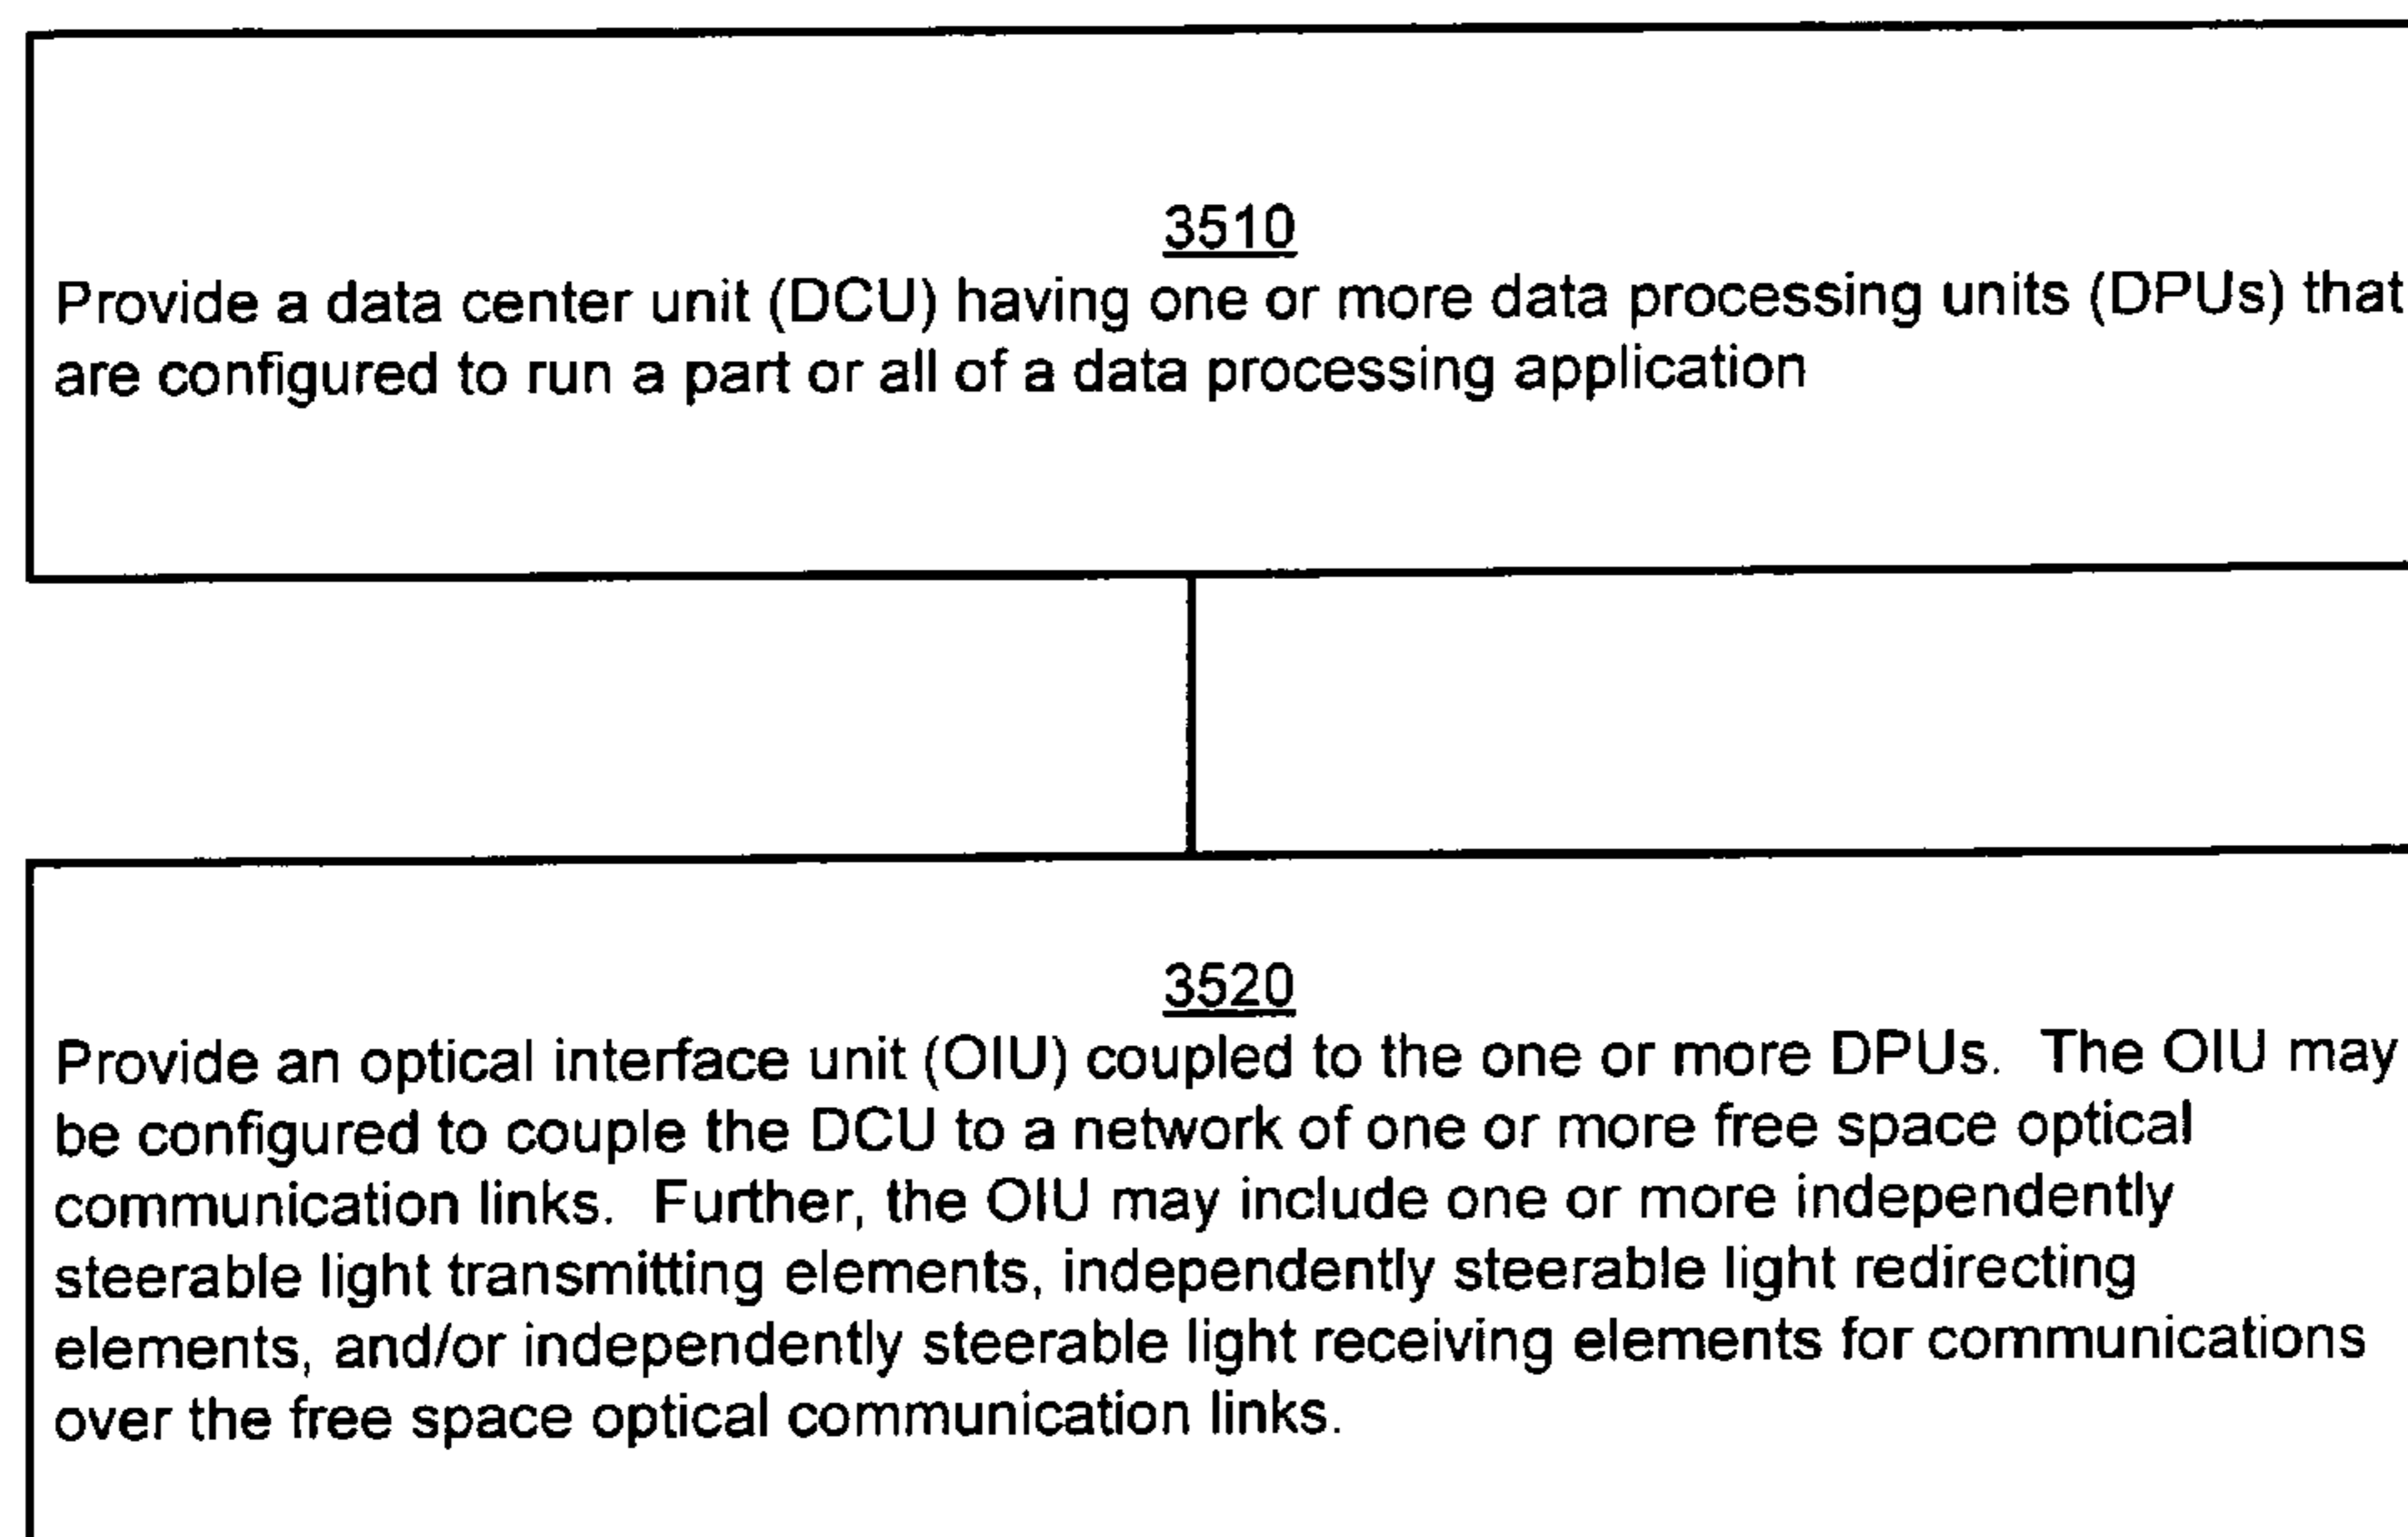 3510
Provide a data center unit (DCU) having one or more data processing units (DPUs) that
are configured to run a part or all of a data processing application
3520
Provide an optical interface unit (OIU) coupled to the one or more DPUs.  The OIU may
be configured to couple the DCU to a network of one or more free space optical
communication links.  Further, the OIU may include one or more independently
steerable light transmitting elements, independently steerable light redirecting
elements, and/or independently steerable light receiving elements for communications
over the free space optical communication links.